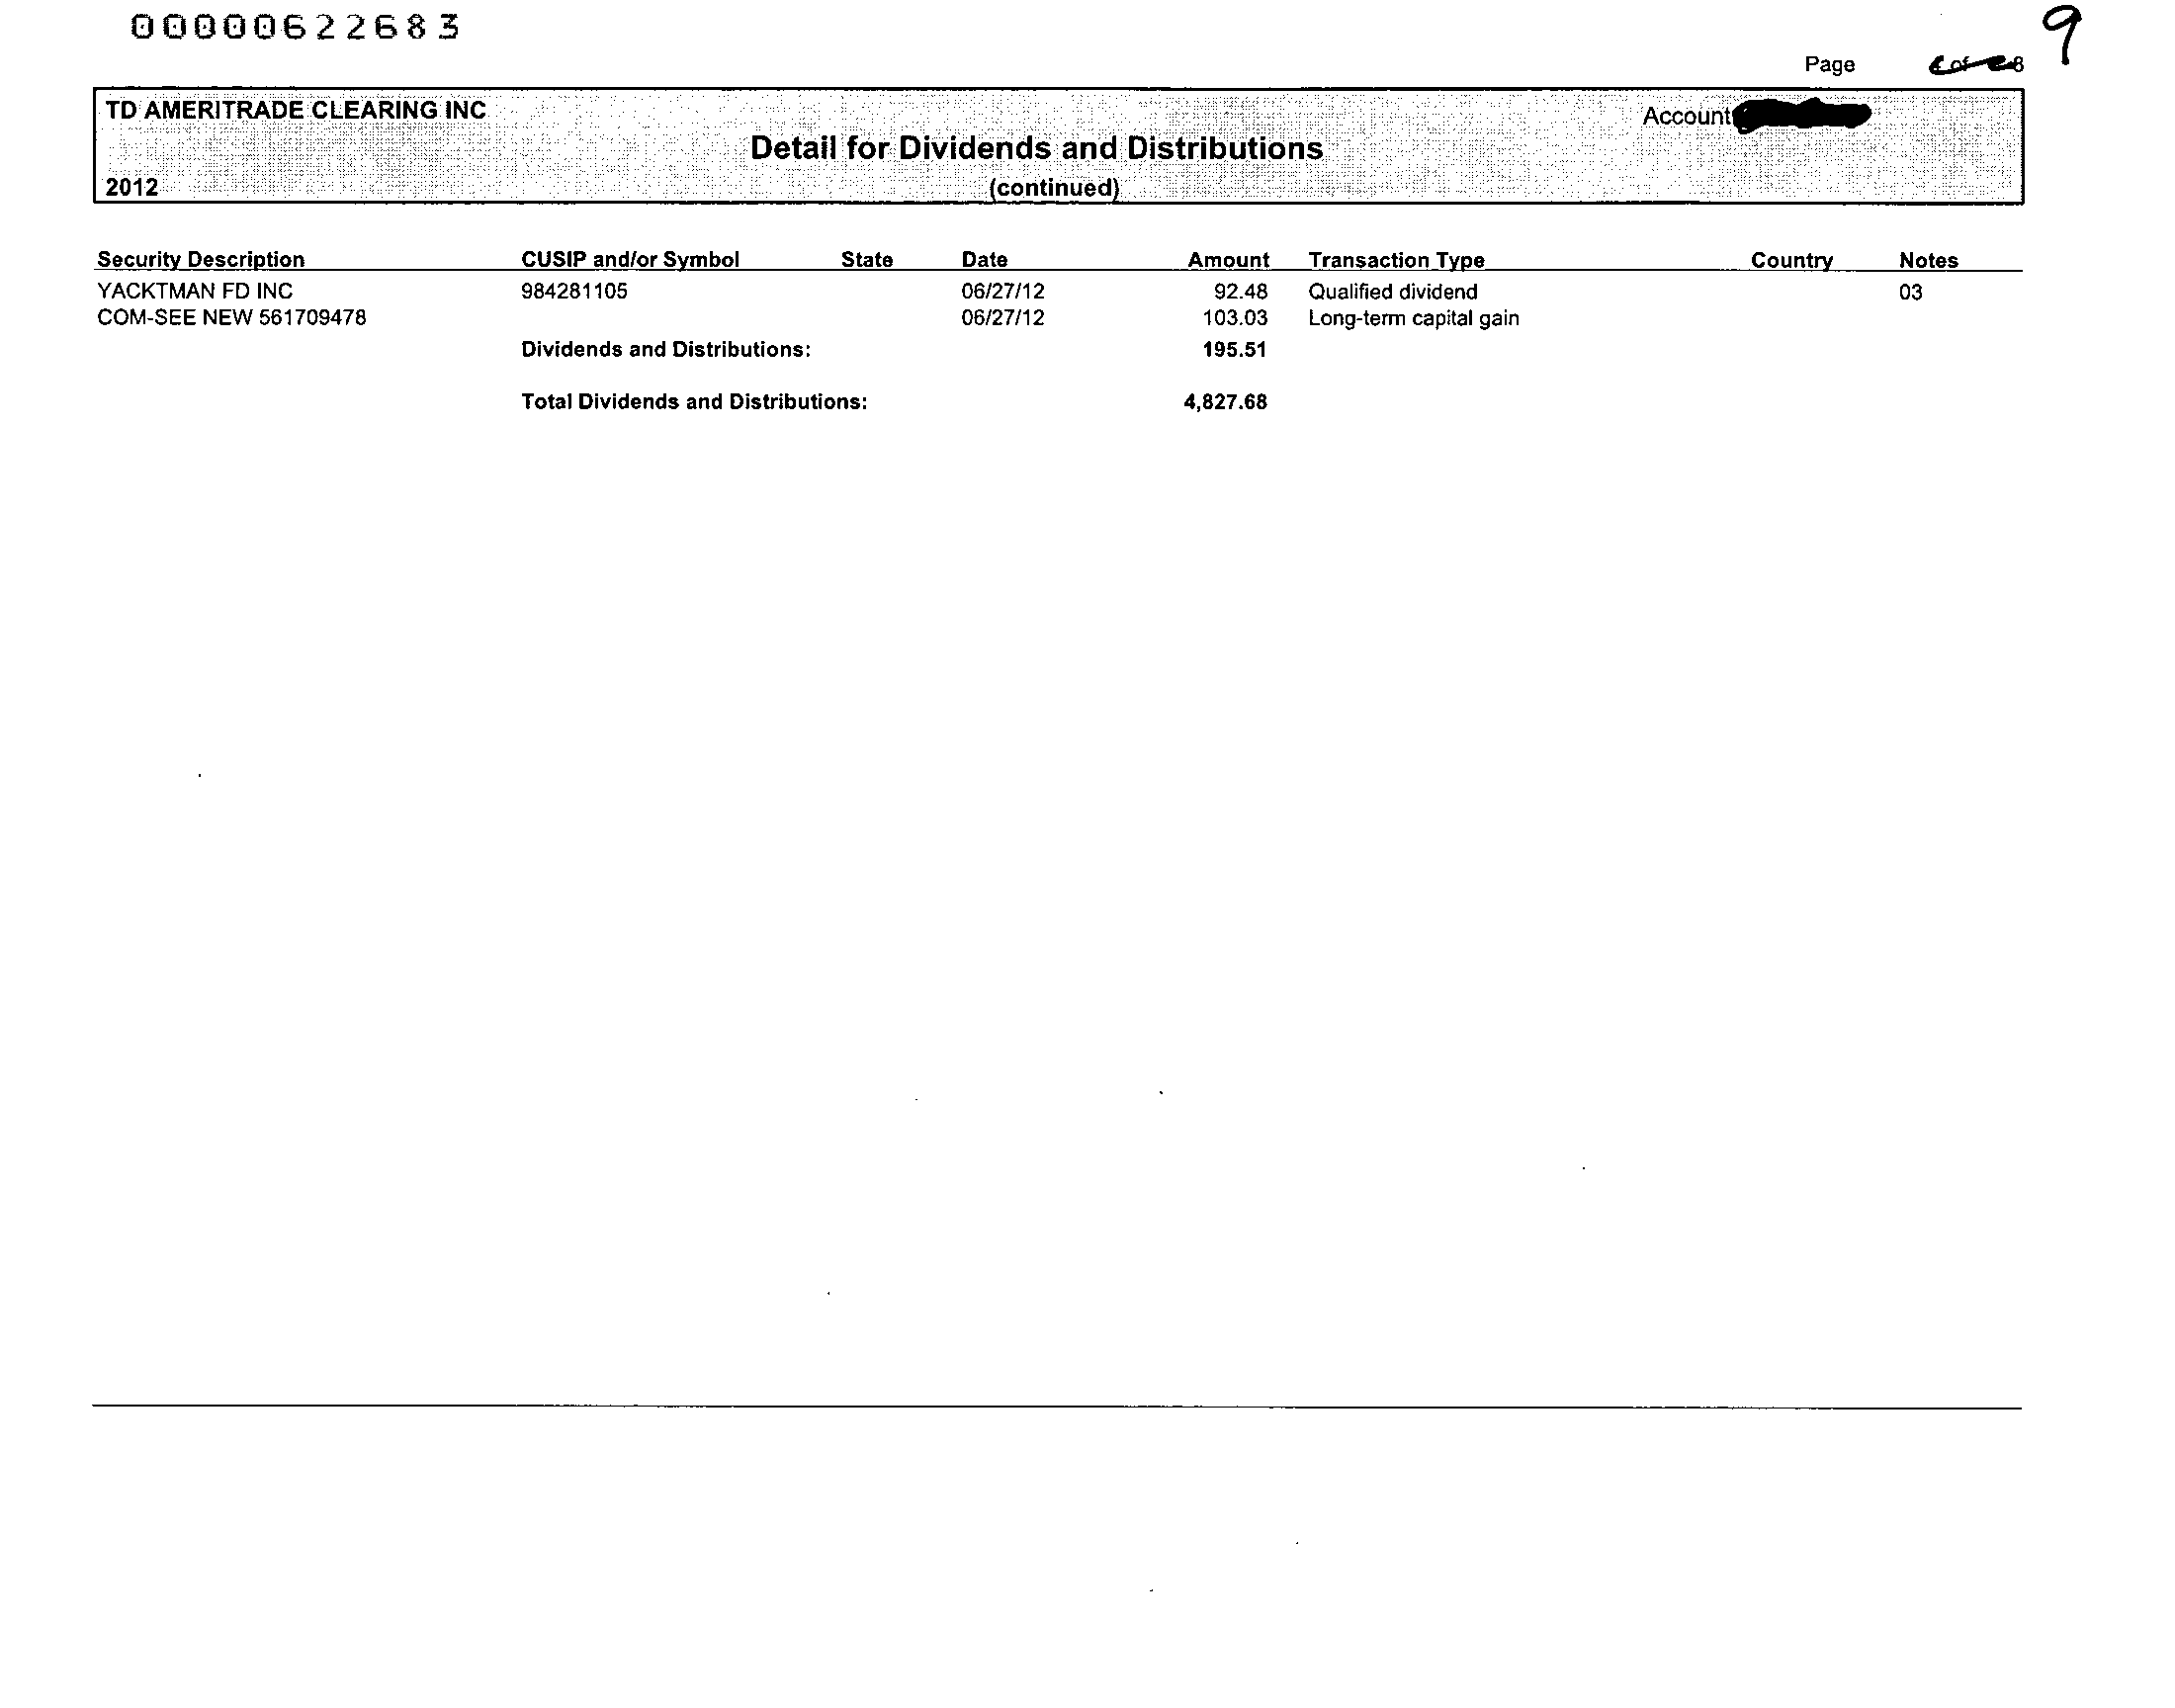 00000622683
9
Page
TD AMERITRADE CLEARING INC
Account
Detail for Dividends and Distributions
2012
(continued)
Security Description CUSIP and/or Symbol State Date Amount Transaction Type Country Notes
YACKTMAN FD INC 984281105 06/27/12 92.48 Qualified dividend 03
COM-SEE NEW 561709478 06/27/12 103.03 Long-term capital gain
Dividends and Distributions: 195.51
Total Dividends and Distributions: 4,827.68